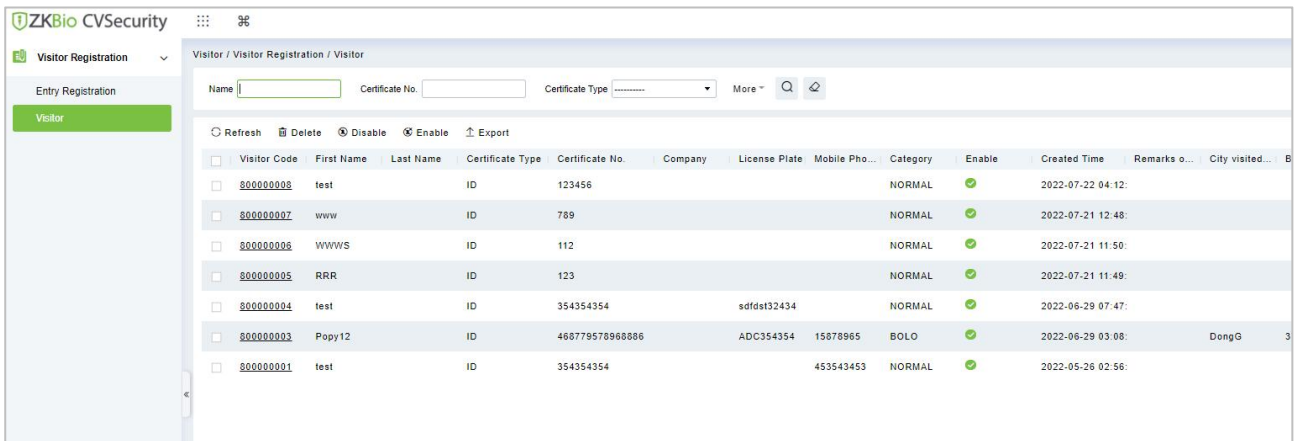 ZKBio CVSecurity
Visitor Registration
Entry Registration
Visitor
Visitor / Visitor Registration / Visitor
Name Certificate No. Certificate Type ---------- More
Refresh Delete Disable Enable Export
Visitor Code First Name Last Name Certificate Type Certificate No. Company License Plate Mobile Pho... Category Enable Created Time Remarks o... City visited... B
800000008 test ID 123456 NORMAL 2022-07-22 04:12:
800000007 www ID 789 NORMAL 2022-07-21 12:48:
800000006 WWWS ID 112 NORMAL 2022-07-21 11:50:
800000005 RRR ID 123 NORMAL 2022-07-21 11:49:
800000004 test ID 354354354 sdfdst32434 NORMAL 2022-06-29 07:47:
800000003 Popy12 ID 468779578968886 ADC354354 15878965 BOLO 2022-06-29 03:08: DongG 3
800000001 test ID 354354354 453543453 NORMAL 2022-05-26 02:56: